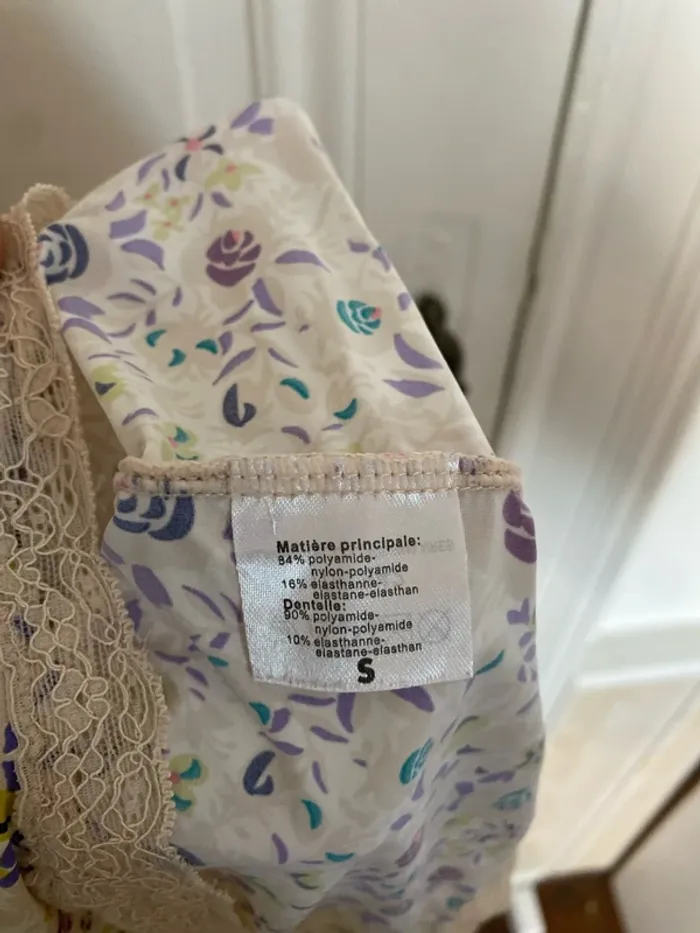 Matière principale:
84% polyamide-
nylon-polyamide
16% elasthanne-
elastane-elasthan
Dentelle:
90% polyamide-
nylon-polyamide
10% elasthanne-
elastane-elasthan
S